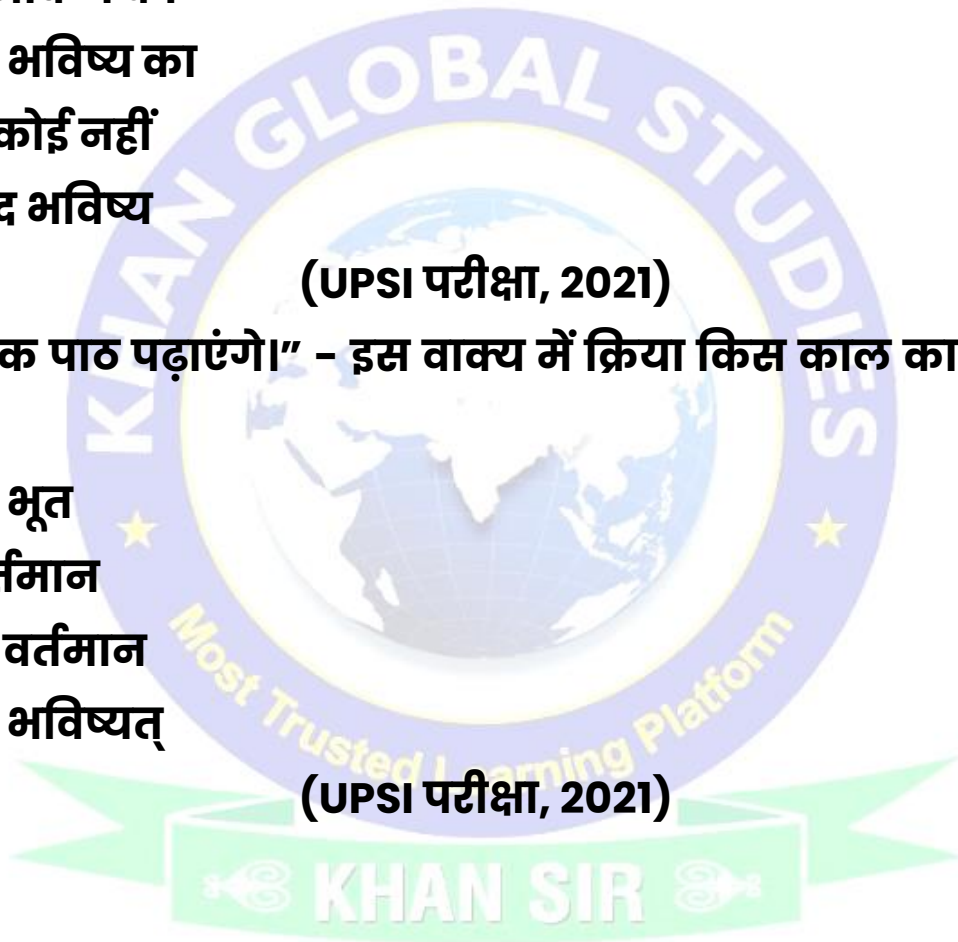 भविष्य का
कोई नहीं
भविष्य
(UPSI परीक्षा, 2021)
क पाठ पढ़ाएंगे।” - इस वाक्य में क्रिया किस काल का
भूत
र्तमान
वर्तमान
भविष्यत्
(UPSI परीक्षा, 2021)
KHAN GLOBAL STUDIES
Most Trusted Learning Platform
KHAN SIR